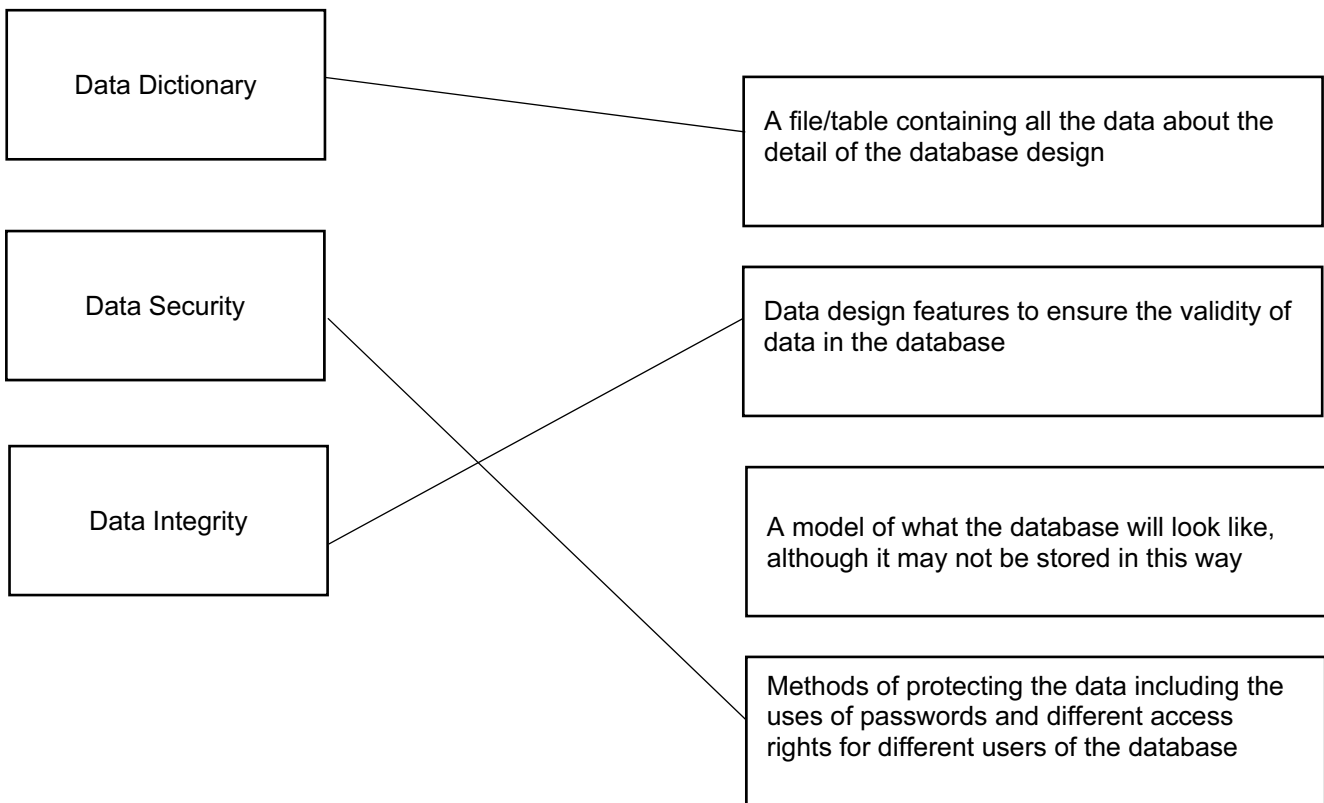 Data Dictionary
A file/table containing all the data about the
detail of the database design
Data Security
Data design features to ensure the validity of
data in the database
Data Integrity
A model of what the database will look like,
although it may not be stored in this way
Methods of protecting the data including the
uses of passwords and different access
rights for different users of the database